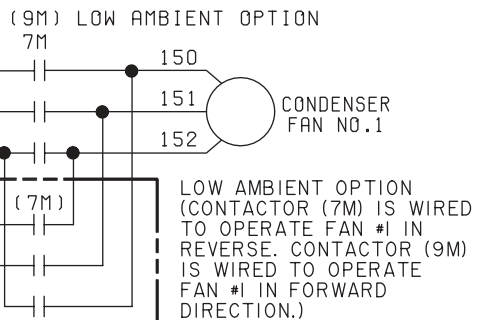 (9M) LOW AMBIENT OPTION
7M
150
151
152
CONDENSER
FAN NO.1
(7M)
LOW AMBIENT OPTION
(CONTACTOR (7M) IS WIRED
TO OPERATE FAN #1 IN
REVERSE. CONTACTOR (9M)
IS WIRED TO OPERATE
FAN #1 IN FORWARD
DIRECTION.)